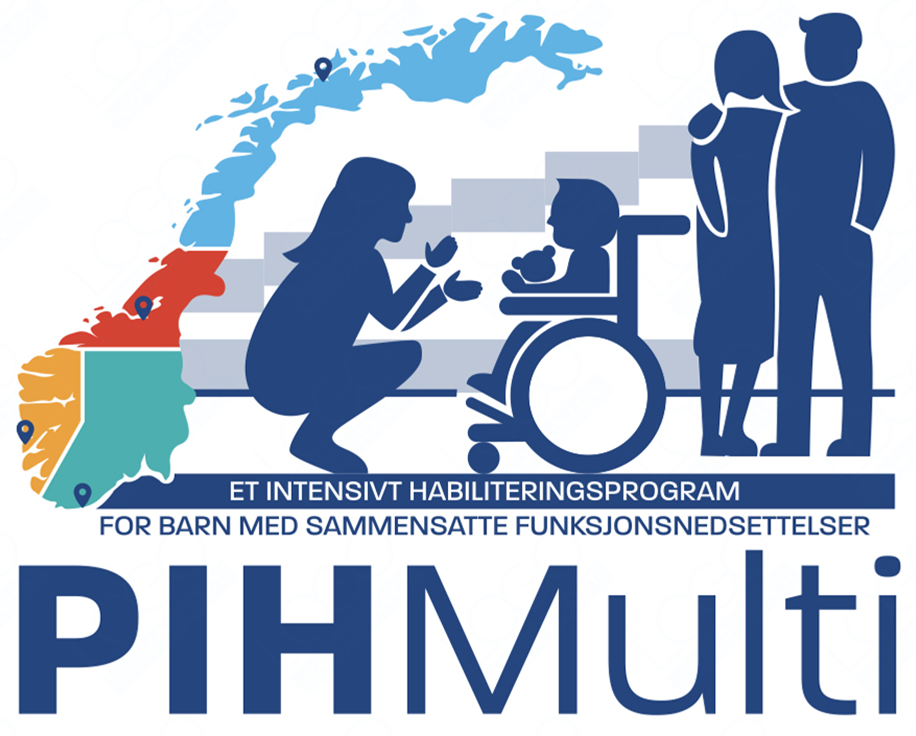 ET INTENSIVT HABILITERINGSPROGRAM
FOR BARN MED SAMMENSATTE FUNKSJONSNEDSETTELSER
PIHMulti